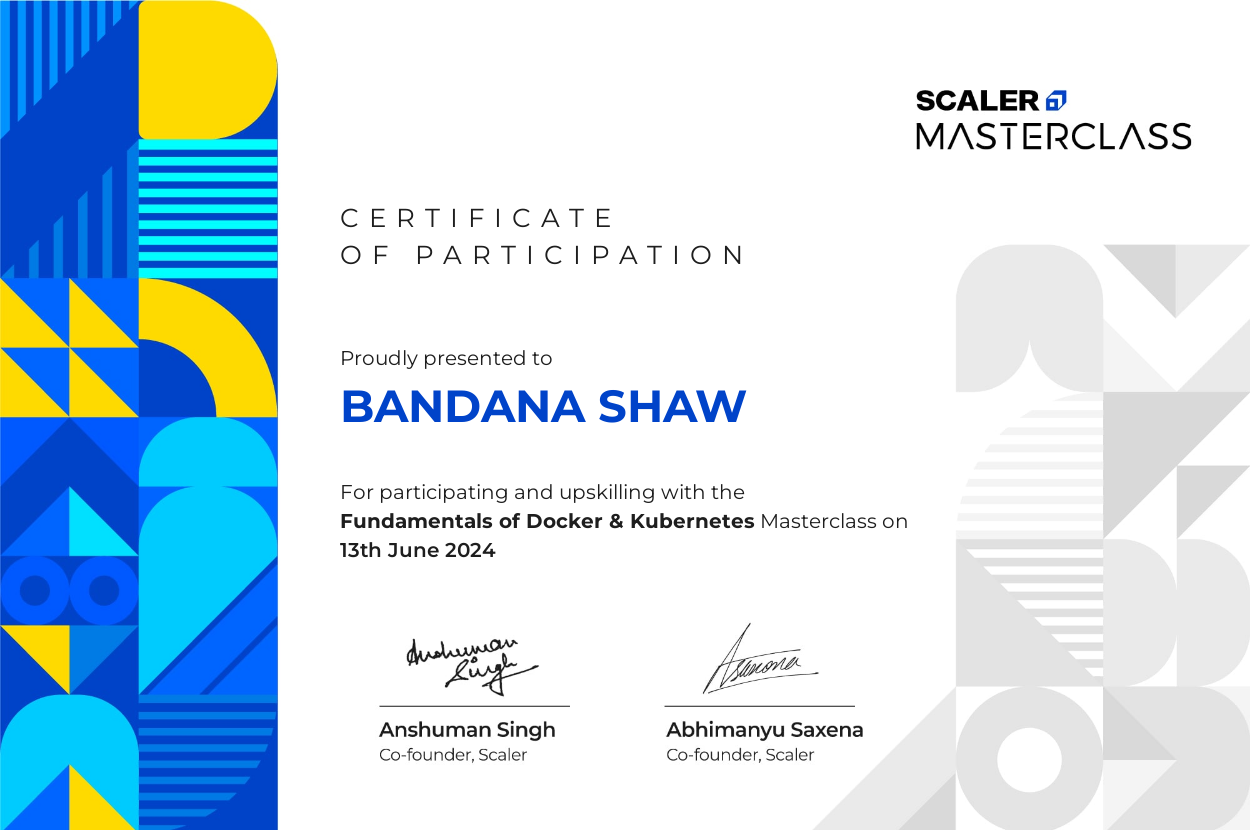 SCALER
MASTERCLASS
CERTIFICATE
OF PARTICIPATION
Proudly presented to
BANDANA SHAW
For participating and upskilling with the
Fundamentals of Docker & Kubernetes Masterclass on
13th June 2024
Anshuman
Singh
ASaxena
Anshuman Singh
Abhimanyu Saxena
Co-founder, Scaler
Co-founder, Scaler